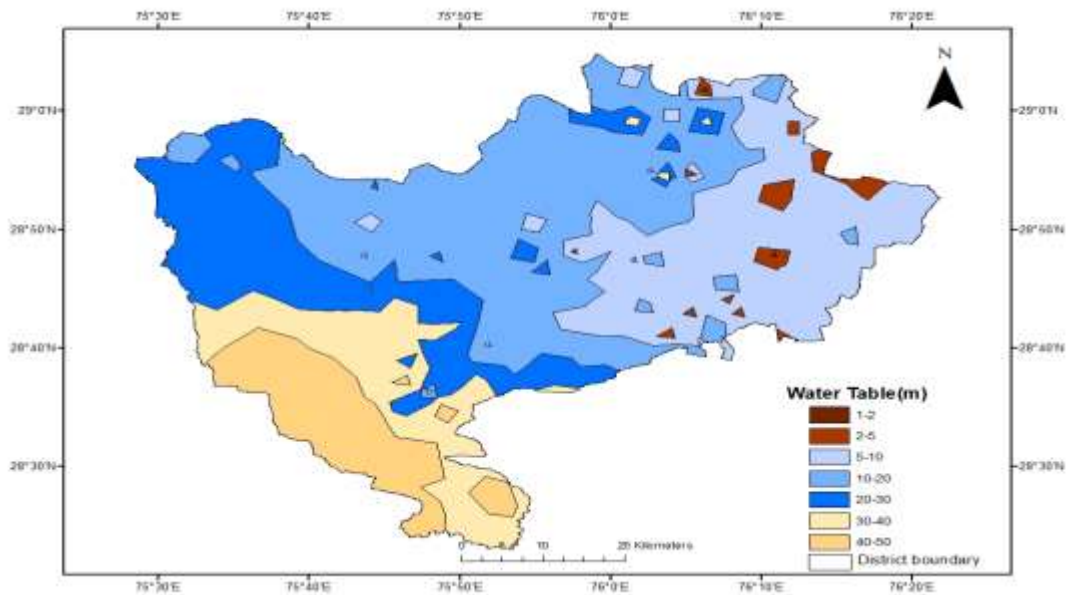 75°30'E 75°40'E 75°50'E 76°0'E 76°10'E 76°20'E
N
29°0'N 29°0'N
28°50'N 28°50'N
28°40'N 28°40'N
Water Table(m)
1-2
2-5
5-10
28°30'N 10-20 28°30'N
20-30
30-40
40-50
0 5 10 20 Kilometers
District boundary
75°30'E 75°40'E 75°50'E 76°0'E 76°10'E 76°20'E